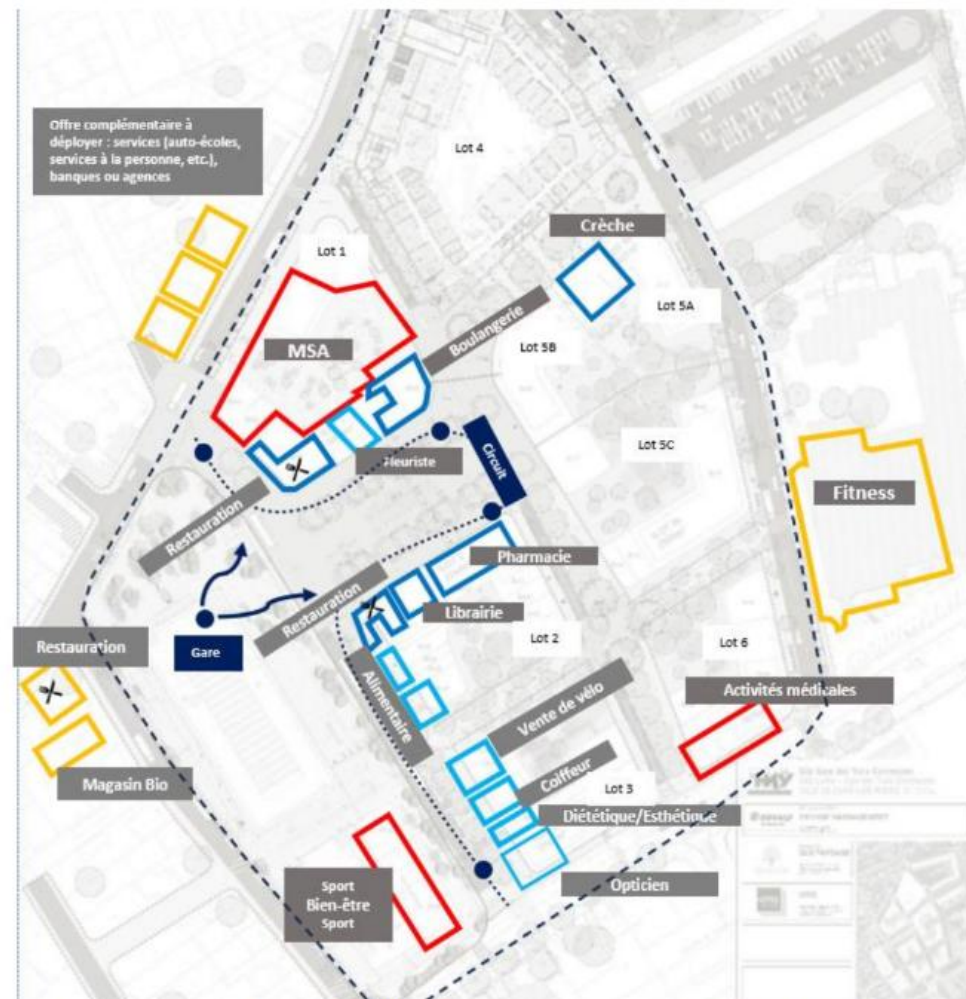 Offre complémentaire à
déployer : services (auto-écoles,
services à la personne, etc.),
banques ou agences
Lot 4
Crèche
Lot 1
Lot 5A
MSA
Boulangerie
Lot 5B
Fleuriste
Circuit
Lot 5C
Fitness
Restauration
Pharmacie
Restauration
Librairie
Gare
Restauration
Lot 2
Lot 6
Alimentaire
Vente de vélo
Activités médicales
Magasin Bio
Coiffeur
Lot 3
Diététique/Esthétique
Sport
Bien-être
Sport
Opticien